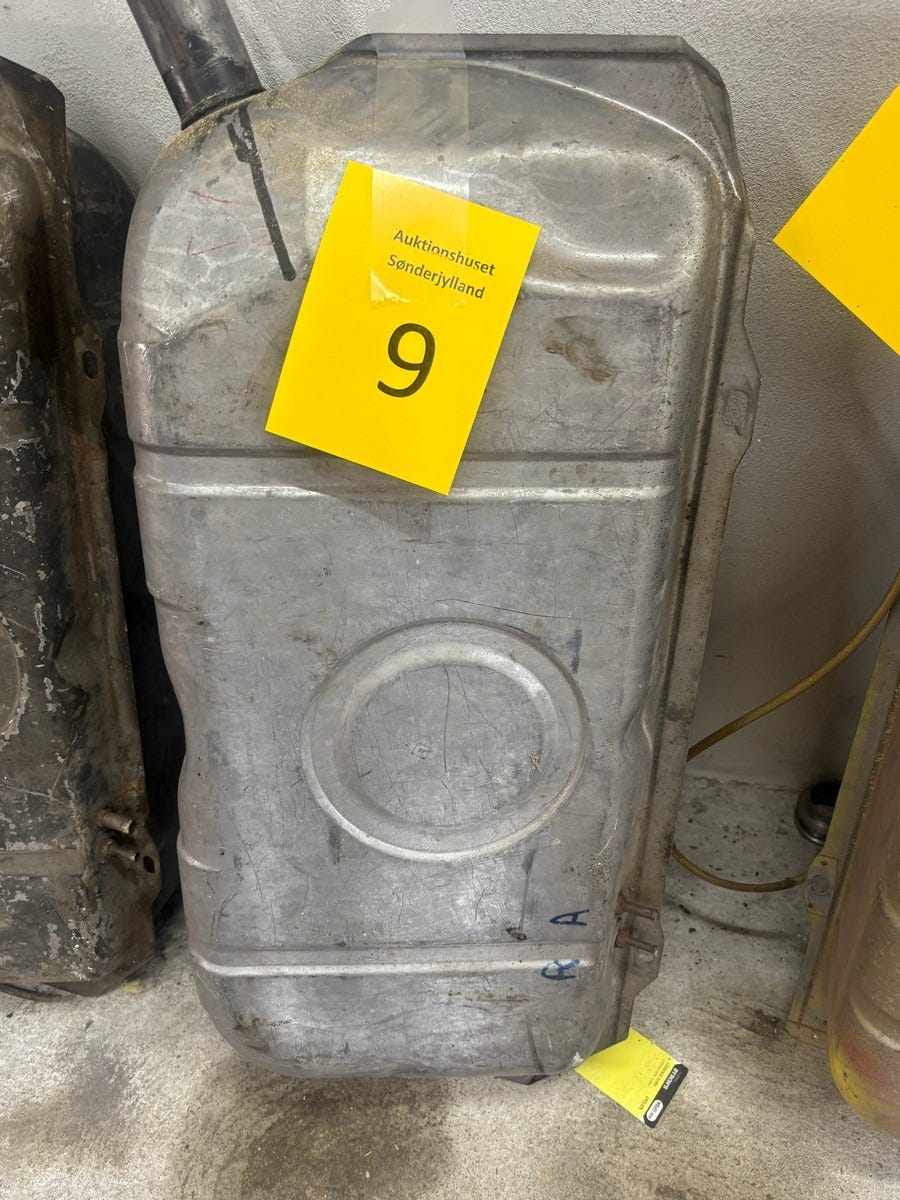 Auktionshuset
Sønderjylland
9
R. A